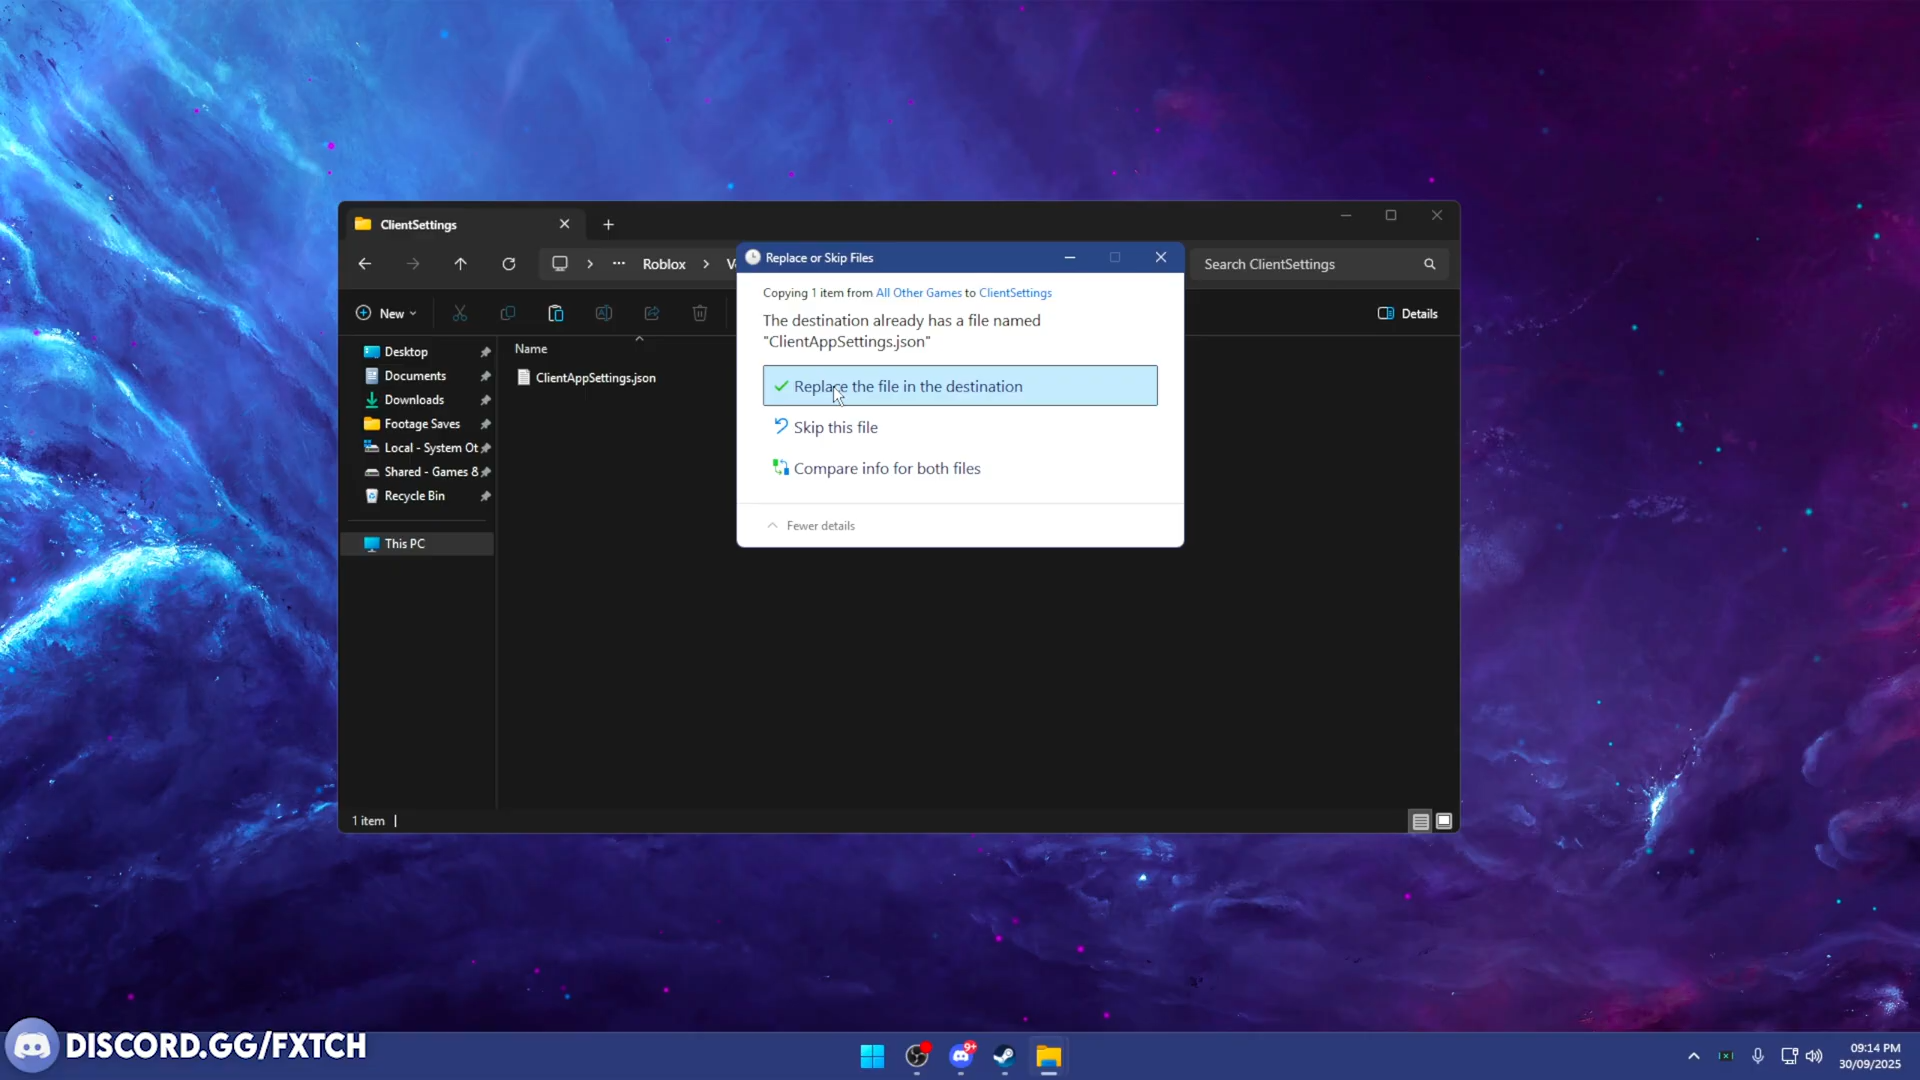 ClientSettings
Roblox
Search ClientSettings
New
Details
Desktop
Documents
Downloads
Footage Saves
Local - System Ot
Shared - Games &
Recycle Bin
This PC
Name
ClientAppSettings.json
1 item
Replace or Skip Files
Copying 1 item from All Other Games to ClientSettings
The destination already has a file named
"ClientAppSettings.json"
Replace the file in the destination
Skip this file
Compare info for both files
Fewer details
DISCORD.GG/FXTCH
9+
09:14 PM
30/09/2025